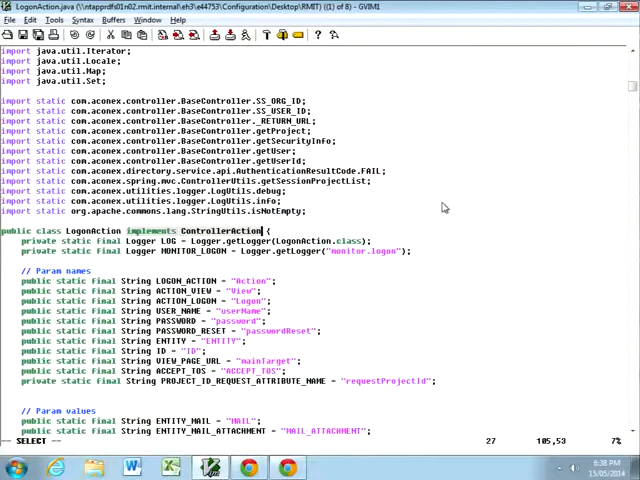 LogonAction.java (\\ntapprdfs01n02.rmit.internal\eh3\e44753\Configuration\Desktop\RMIT) ((1) of 8) - GVIM1
File Edit Tools Syntax Buffers Window Help
import java.util.Iterator;
import java.util.Locale;
import java.util.Map;
import java.util.Set;
import static com.aconex.controller.BaseController.SS_ORG_ID;
import static com.aconex.controller.BaseController.SS_USER_ID;
import static com.aconex.controller.BaseController._RETURN_URL;
import static com.aconex.controller.BaseController.getProject;
import static com.aconex.controller.BaseController.getSecurityInfo;
import static com.aconex.controller.BaseController.getUser;
import static com.aconex.controller.BaseController.getUserId;
import static com.aconex.directory.service.api.AuthenticationResultCode.FAIL;
import static com.aconex.spring.mvc.ControllerUtils.getSessionProjectList;
import static com.aconex.utilities.logger.LogUtils.debug;
import static com.aconex.utilities.logger.LogUtils.info;
import static org.apache.commons.lang.StringUtils.isNotEmpty;
public class LogonAction implements ControllerAction {
private static final Logger LOG = Logger.getLogger(LogonAction.class);
private static final Logger MONITOR_LOGON = Logger.getLogger("monitor.logon");
// Param names
public static final String LOGON_ACTION = "Action";
public static final String ACTION_VIEW = "View";
public static final String ACTION_LOGON = "Logon";
public static final String USER_NAME = "userName";
public static final String PASSWORD = "password";
public static final String PASSWORD_RESET = "passwordReset";
public static final String ENTITY = "ENTITY";
public static final String ID = "ID";
public static final String VIEW_PAGE_URL = "mainTarget";
public static final String ACCEPT_TOS = "ACCEPT_TOS";
private static final String PROJECT_ID_REQUEST_ATTRIBUTE_NAME = "requestProjectId";
// Param values
public static final String ENTITY_MAIL = "MAIL";
public static final String ENTITY_MAIL_ATTACHMENT = "MAIL_ATTACHMENT";
-- SELECT -- 27 105,53 7%
6:38 PM
15/05/2014